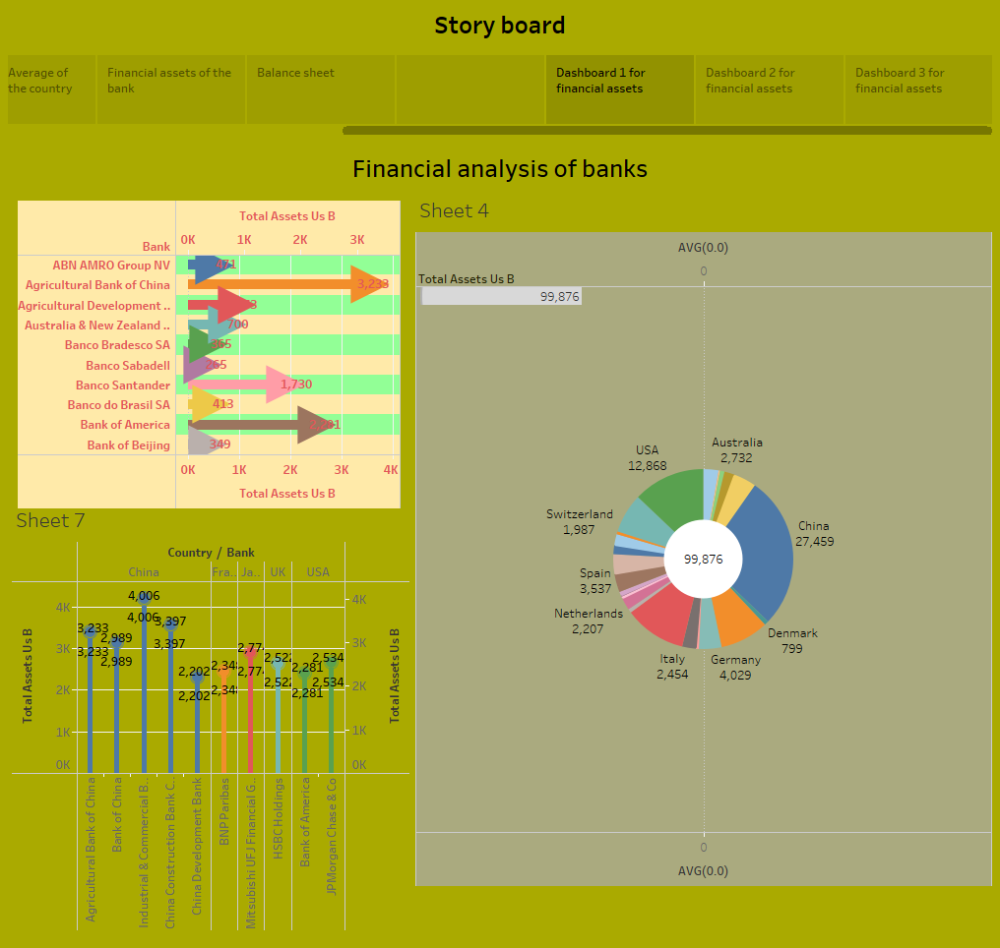 Story board
Average of
the country
Financial assets of the
bank
Balance sheet
Dashboard 1 for
financial assets
Dashboard 2 for
financial assets
Dashboard 3 for
financial assets
Financial analysis of banks
Total Assets Us B
Bank
0K 1K 2K 3K
ABN AMRO Group NV 471
Agricultural Bank of China 3,233
Agricultural Development ..
Australia & New Zealand .. 700
Banco Bradesco SA
Banco Sabadell 265
Banco Santander 1,730
Banco do Brasil SA 413
Bank of America
Bank of Beijing 349
0K 1K 2K 3K 4K
Total Assets Us B
Sheet 4
AVG(0.0)
0
Total Assets Us B
99,876
USA
12,868
Australia
2,732
China
27,459
Denmark
799
Germany
4,029
Italy
2,454
Netherlands
2,207
Spain
3,537
Switzerland
1,987
99,876
0
AVG(0.0)
Sheet 7
Country / Bank
China Fra.. Ja.. UK USA
Total Assets Us B
4K
3K
2K
1K
0K
3,233
3,233
2,989
2,989
4,006
4,006
3,397
3,397
2,202
2,202
2,34
2,34
2,77
2,77
2,52
2,52
2,281
2,281
2,534
2,534
4K
3K
2K
1K
0K
Total Assets Us B
Agricultural Bank of China
Bank of China
Industrial & Commercial B..
China Construction Bank C..
China Development Bank
BNP Paribas
Mitsubishi UFJ Financial G..
HSBC Holdings
Bank of America
JPMorgan Chase & Co